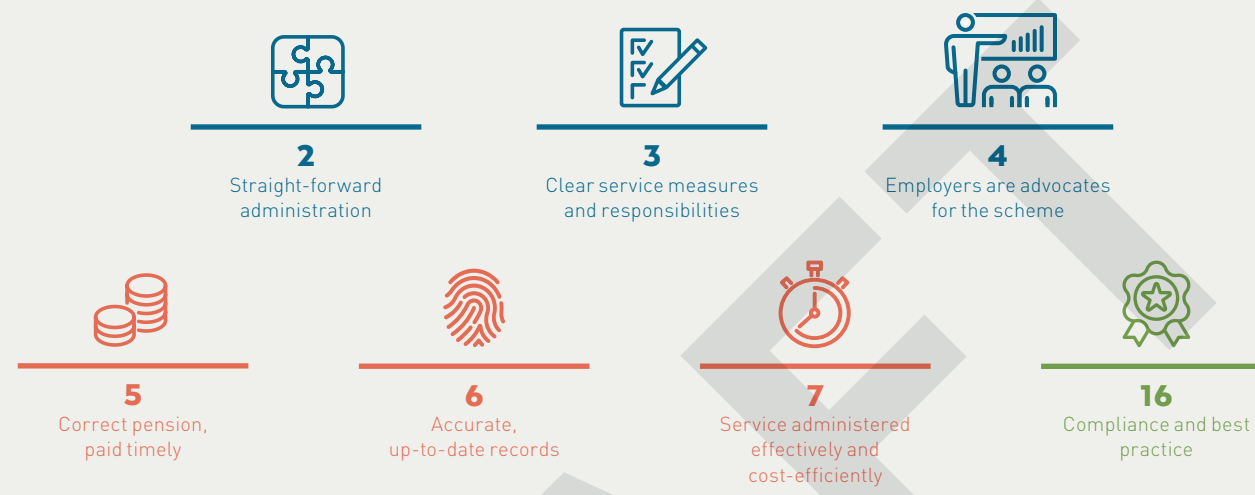 2
Straight-forward
administration
3
Clear service measures
and responsibilities
4
Employers are advocates
for the scheme
5
Correct pension,
paid timely
6
Accurate,
up-to-date records
7
Service administered
effectively and
cost-efficiently
16
Compliance and best
practice